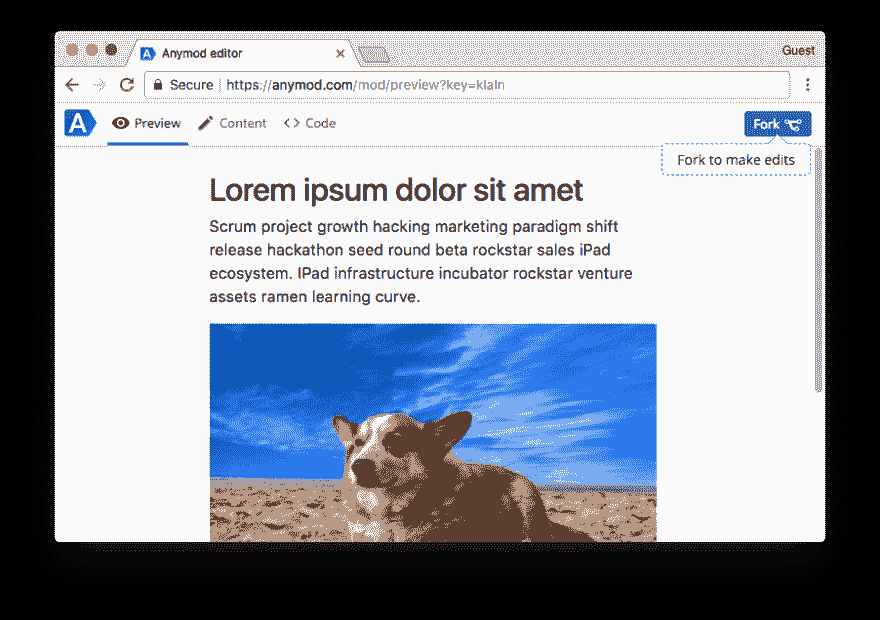 Anymod editor
Guest
Secure https://anymod.com/mod/preview?key=klaln
A Preview Content Code Fork
Fork to make edits
Lorem ipsum dolor sit amet
Scrum project growth hacking marketing paradigm shift
release hackathon seed round beta rockstar sales iPad
ecosystem. IPad infrastructure incubator rockstar venture
assets ramen learning curve.